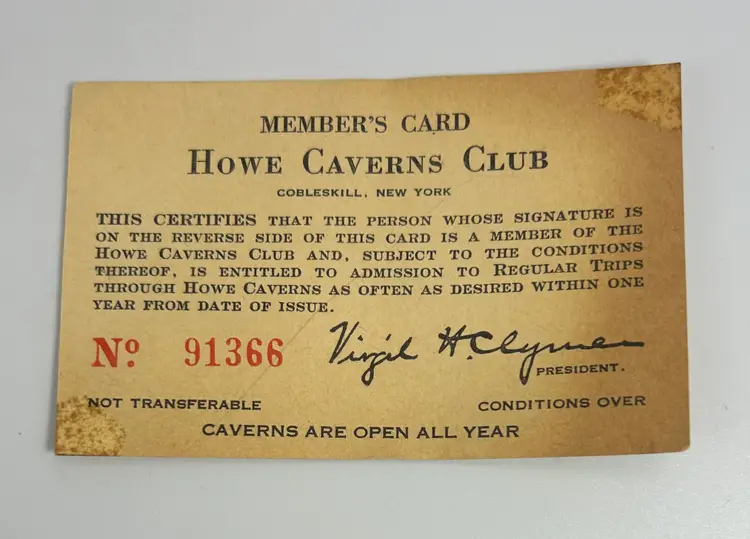 MEMBER'S CARD
HOWE CAVERNS CLUB
COBLESKILL, NEW YORK
THIS CERTIFIES THAT THE PERSON WHOSE SIGNATURE IS
ON THE REVERSE SIDE OF THIS CARD IS A MEMBER OF THE
HOWE CAVERNS CLUB AND, SUBJECT TO THE CONDITIONS
THEREOF, IS ENTITLED TO ADMISSION TO REGULAR TRIPS
THROUGH HOWE CAVERNS AS OFTEN AS DESIRED WITHIN ONE
YEAR FROM DATE OF ISSUE.
Nº 91366 Virgil H. Clymer
PRESIDENT.
NOT TRANSFERABLE CONDITIONS OVER
CAVERNS ARE OPEN ALL YEAR